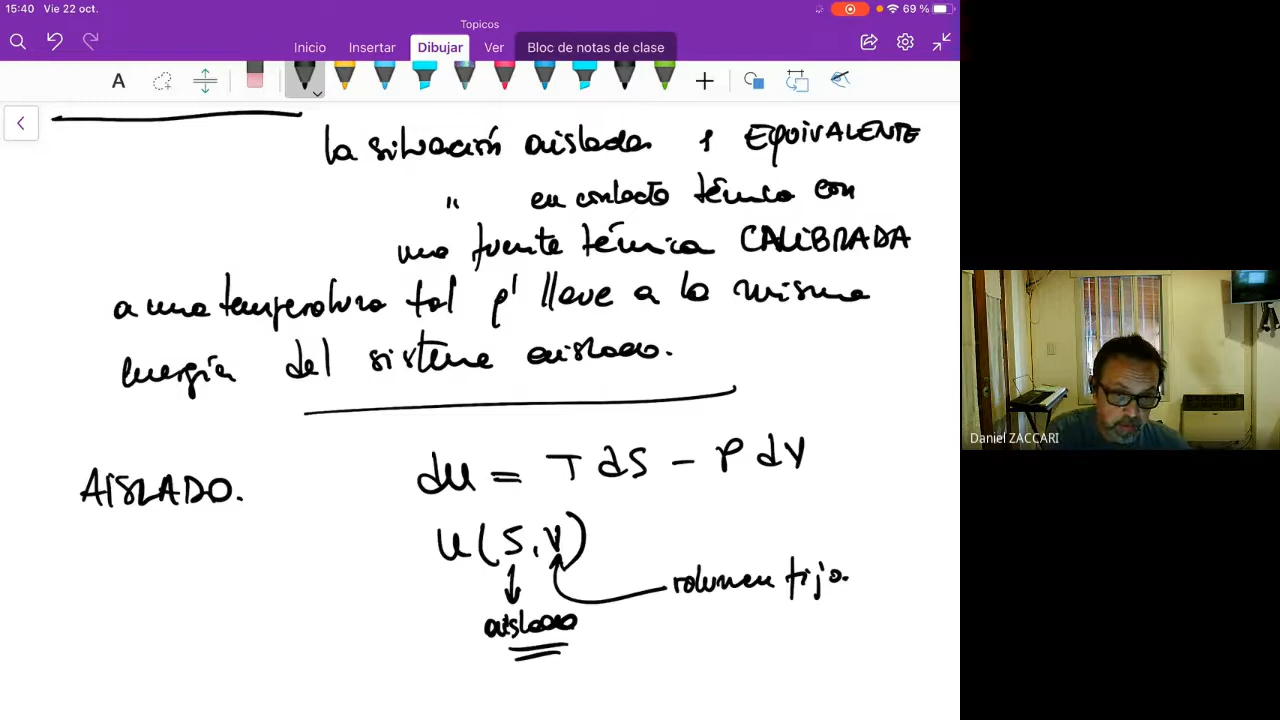 15:40 Vie 22 oct.
69 %
Topicos
Inicio Insertar Dibujar Ver Bloc de notas de clase
A
la situación aislada y EQUIVALENTE
" en contacto térmico con
una fuente térmica CALIBRADA
a una temperatura tal q' lleve a la misma
energía del sistema aislado.
AISLADO. du = T dS - P dV
u(S,V)
volumen fijo.
aislado
Daniel ZACCARI